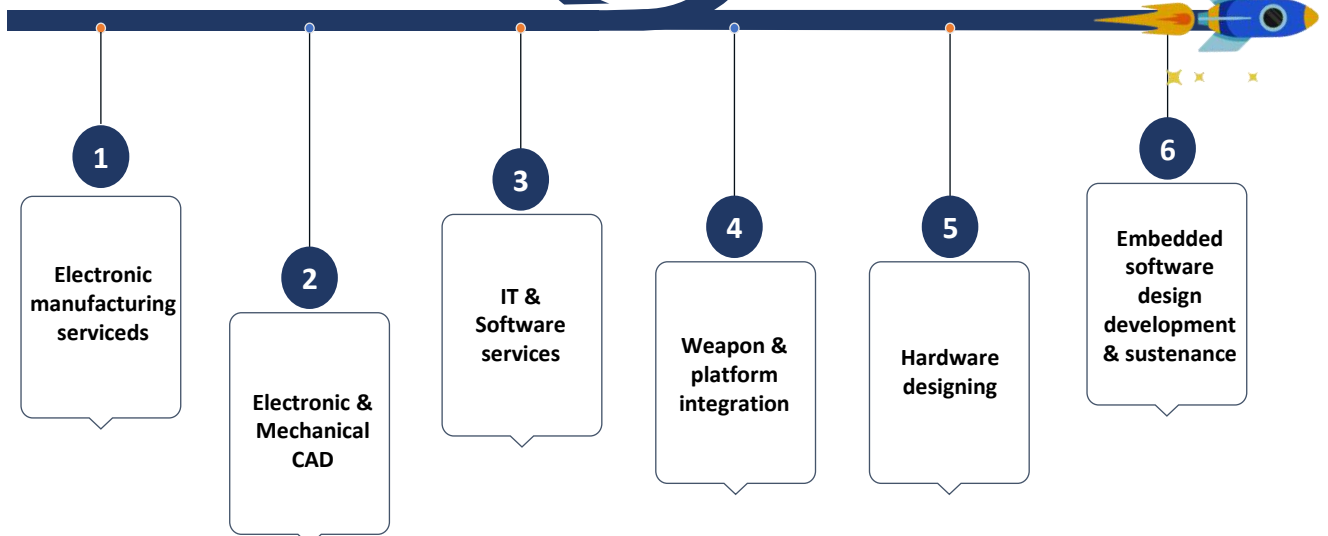 1
Electronic
manufacturing
serviceds
2
Electronic &
Mechanical
CAD
3
IT &
Software
services
4
Weapon &
platform
integration
5
Hardware
designing
6
Embedded
software
design
development
& sustenance